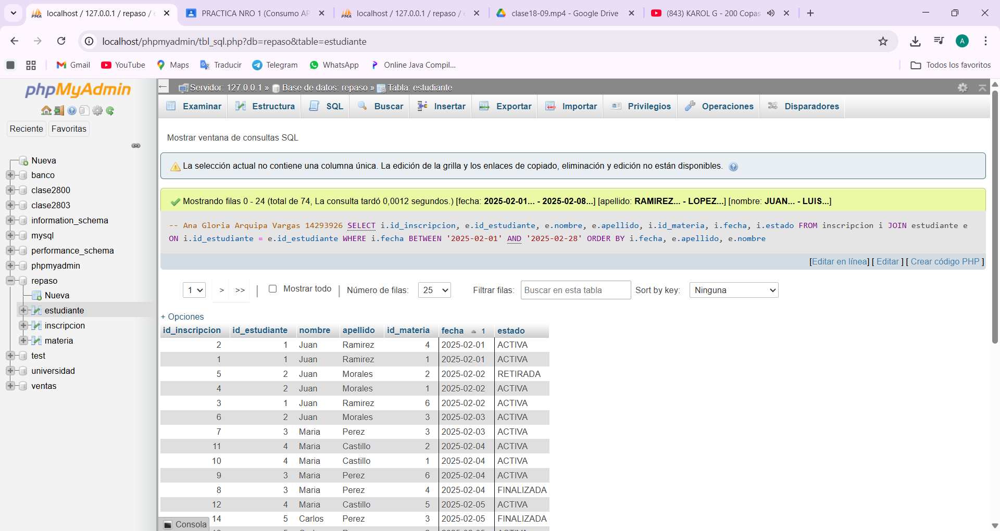 localhost / 127.0.0.1 / repaso / e
PRACTICA NRO 1 (Consumo AP
localhost / 127.0.0.1 / repaso / e
clase18-09.mp4 - Google Drive
(843) KAROL G - 200 Copas
localhost/phpmyadmin/tbl_sql.php?db=repaso&table=estudiante
A
Gmail
YouTube
Maps
Traducir
Telegram
WhatsApp
Online Java Compil...
Todos los favoritos
phpMyAdmin
Reciente
Favoritas
Nueva
banco
clase2800
clase2803
information_schema
mysql
performance_schema
phpmyadmin
repaso
Nueva
estudiante
inscripcion
materia
test
universidad
ventas
Servidor: 127.0.0.1 » Base de datos: repaso » Tabla: estudiante
Examinar
Estructura
SQL
Buscar
Insertar
Exportar
Importar
Privilegios
Operaciones
Disparadores
Mostrar ventana de consultas SQL
La selección actual no contiene una columna única. La edición de la grilla y los enlaces de copiado, eliminación y edición no están disponibles.
Mostrando filas 0 - 24 (total de 74, La consulta tardó 0,0012 segundos.) [fecha: 2025-02-01... - 2025-02-08...] [apellido: RAMIREZ... - LOPEZ...] [nombre: JUAN... - LUIS...]
-- Ana Gloria Arquipa Vargas 14293926 SELECT i.id_inscripcion, e.id_estudiante, e.nombre, e.apellido, i.id_materia, i.fecha, i.estado FROM inscripcion i JOIN estudiante e
ON i.id_estudiante = e.id_estudiante WHERE i.fecha BETWEEN '2025-02-01' AND '2025-02-28' ORDER BY i.fecha, e.apellido, e.nombre
[Editar en línea] [ Editar ] [ Crear código PHP ]
1 > >> | Mostrar todo | Número de filas: 25 Filtrar filas: Buscar en esta tabla Sort by key: Ninguna
+ Opciones
id_inscripcion id_estudiante nombre apellido id_materia fecha 1 estado
2 1 Juan Ramirez 4 2025-02-01 ACTIVA
1 1 Juan Ramirez 1 2025-02-01 ACTIVA
5 2 Juan Morales 2 2025-02-02 RETIRADA
4 2 Juan Morales 1 2025-02-02 ACTIVA
3 1 Juan Ramirez 6 2025-02-02 ACTIVA
6 2 Juan Morales 3 2025-02-03 ACTIVA
7 3 Maria Perez 3 2025-02-03 ACTIVA
11 4 Maria Castillo 2 2025-02-04 ACTIVA
10 4 Maria Castillo 1 2025-02-04 ACTIVA
9 3 Maria Perez 6 2025-02-04 ACTIVA
8 3 Maria Perez 4 2025-02-04 FINALIZADA
12 4 Maria Castillo 5 2025-02-05 ACTIVA
14 5 Carlos Perez 3 2025-02-05 FINALIZADA
Consola